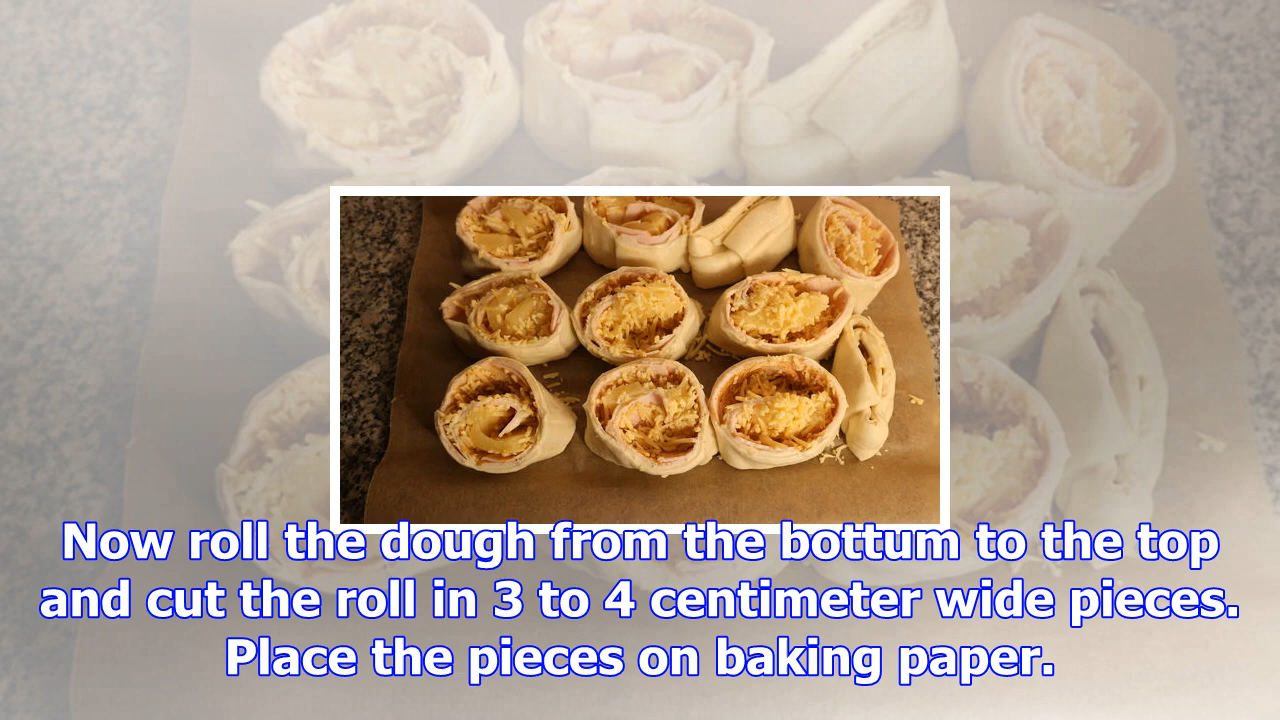 Now roll the dough from the bottum to the top
and cut the roll in 3 to 4 centimeter wide pieces.
Place the pieces on baking paper.